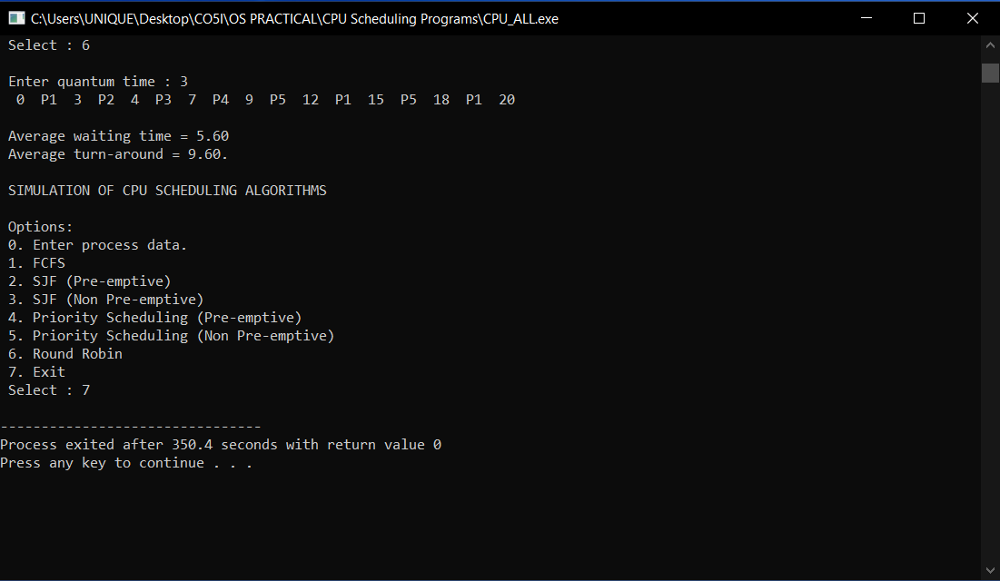 C:\Users\UNIQUE\Desktop\CO5I\OS PRACTICAL\CPU Scheduling Programs\CPU_ALL.exe
Select : 6
Enter quantum time : 3
0  P1  3  P2  4  P3  7  P4  9  P5  12  P1  15  P5  18  P1  20
Average waiting time = 5.60
Average turn-around = 9.60.
SIMULATION OF CPU SCHEDULING ALGORITHMS
Options:
0. Enter process data.
1. FCFS
2. SJF (Pre-emptive)
3. SJF (Non Pre-emptive)
4. Priority Scheduling (Pre-emptive)
5. Priority Scheduling (Non Pre-emptive)
6. Round Robin
7. Exit
Select : 7
--------------------------------
Process exited after 350.4 seconds with return value 0
Press any key to continue . . .